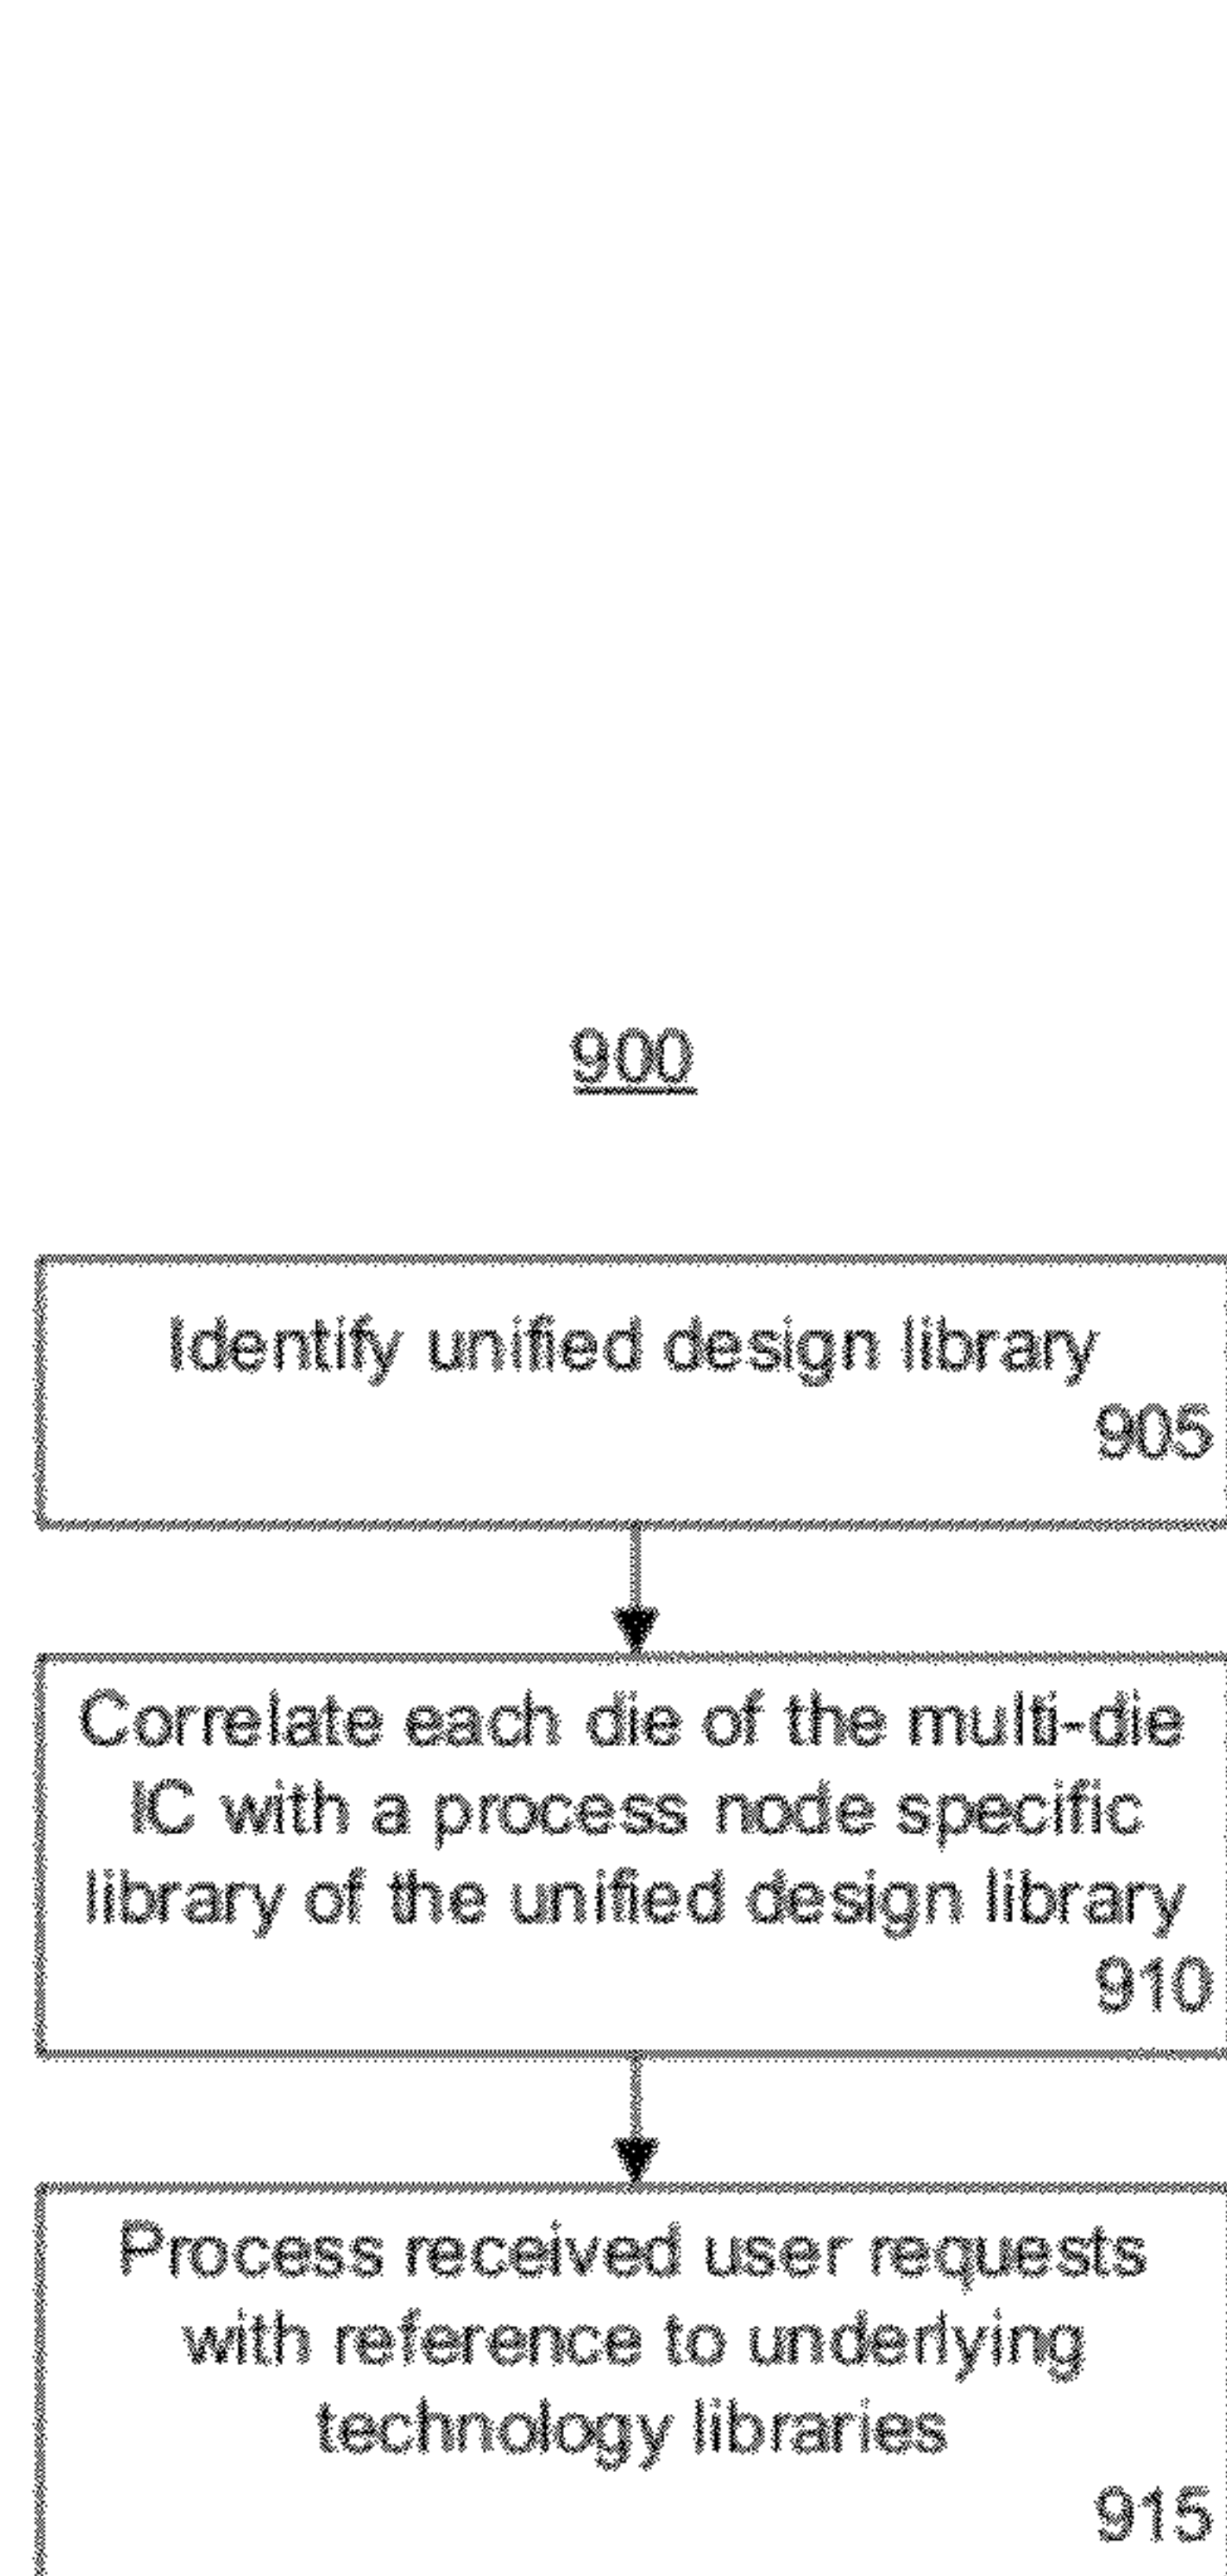 900
Identify unified design library
905
Correlate each die of the multi-die
IC with a process node specific
library of the unified design library
910
Process received user requests
with reference to underlying
technology libraries
915